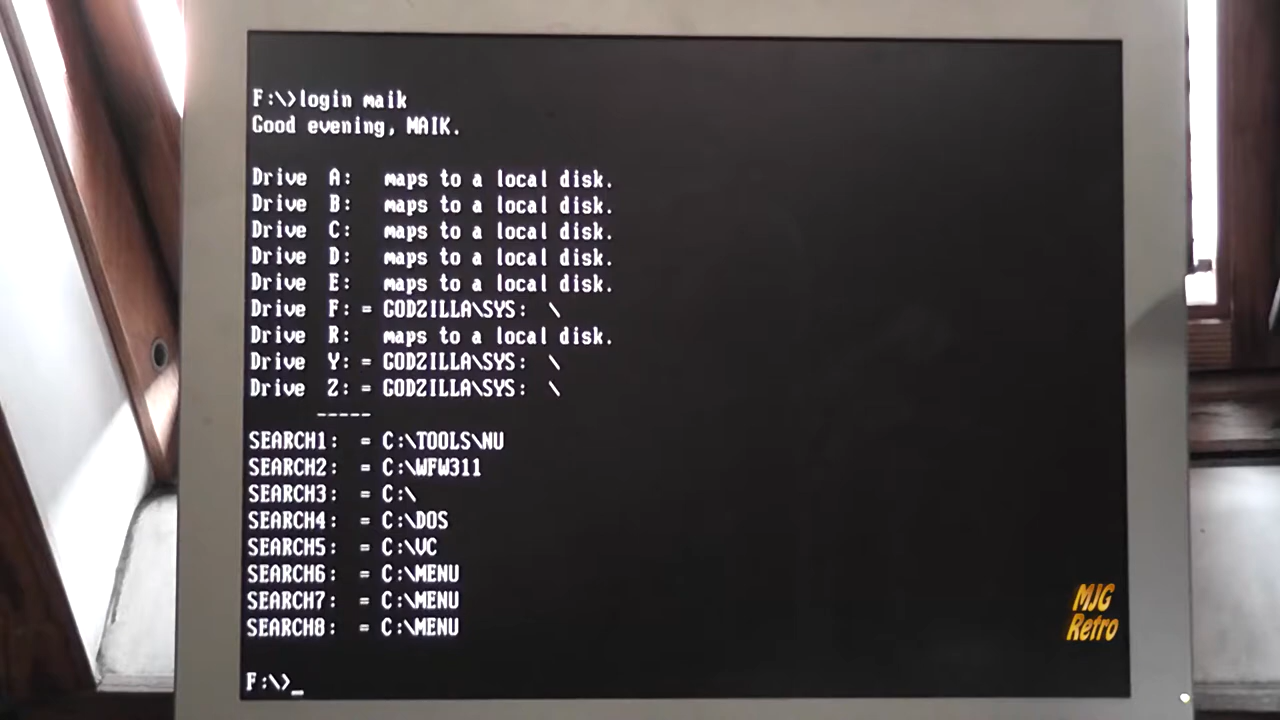 F:\>login maik
Good evening, MAIK.
Drive A: maps to a local disk.
Drive B: maps to a local disk.
Drive C: maps to a local disk.
Drive D: maps to a local disk.
Drive E: maps to a local disk.
Drive F: = GODZILLA\SYS: \
Drive R: maps to a local disk.
Drive Y: = GODZILLA\SYS: \
Drive Z: = GODZILLA\SYS: \
-----
SEARCH1: = C:\TOOLS\NU
SEARCH2: = C:\WFW311
SEARCH3: = C:\
SEARCH4: = C:\DOS
SEARCH5: = C:\VC
SEARCH6: = C:\MENU
SEARCH7: = C:\MENU
SEARCH8: = C:\MENU
F:\>_
MJG
Retro